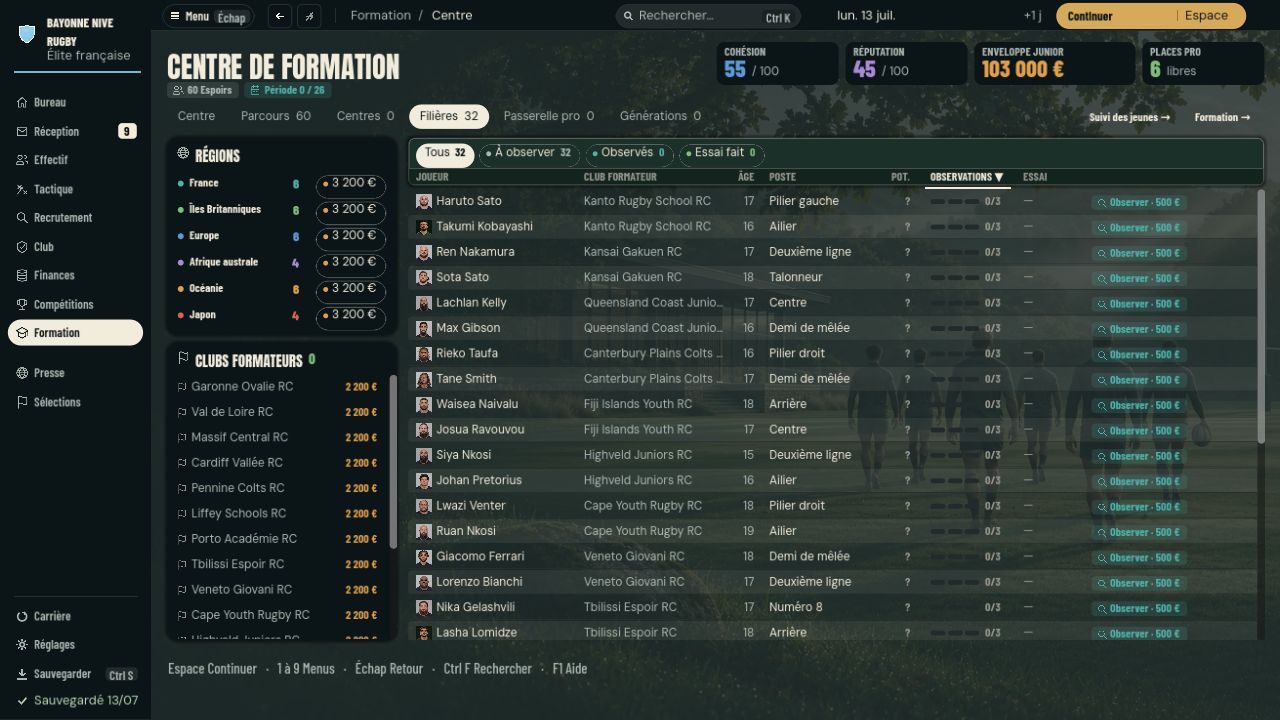 BAYONNE NIVE RUGBY
Élite française
Menu Échap
Formation / Centre
Rechercher... Ctrl K
lun. 13 juil.
+1 j
Continuer Espace
CENTRE DE FORMATION
60 Espoirs Période 0 / 26
COHÉSION
55 / 100
RÉPUTATION
45 / 100
ENVELOPPE JUNIOR
103 000 €
PLACES PRO
6 libres
Centre Parcours 60 Centres 0 Filières 32 Passerelle pro 0 Générations 0
Suivi des jeunes → Formation →
Bureau
Réception 9
Effectif
Tactique
Recrutement
Club
Finances
Compétitions
Formation
Presse
Sélections
Carrière
Réglages
Sauvegarder Ctrl S
Sauvegardé 13/07
RÉGIONS
France 6 3 200 €
Îles Britanniques 6 3 200 €
Europe 6 3 200 €
Afrique australe 4 3 200 €
Océanie 6 3 200 €
Japon 4 3 200 €
CLUBS FORMATEURS 0
Garonne Ovalie RC 2 200 €
Val de Loire RC 2 200 €
Massif Central RC 2 200 €
Cardiff Vallée RC 2 200 €
Pennine Colts RC 2 200 €
Liffey Schools RC 2 200 €
Porto Académie RC 2 200 €
Tbilissi Espoir RC 2 200 €
Veneto Giovani RC 2 200 €
Cape Youth Rugby RC 2 200 €
Highveld Juniors RC 2 200 €
Tous 32 À observer 32 Observés 0 Essai fait 0
JOUEUR CLUB FORMATEUR ÂGE POSTE POT. OBSERVATIONS ▼ ESSAI
Haruto Sato Kanto Rugby School RC 17 Pilier gauche ? 0/3 — Observer · 500 €
Takumi Kobayashi Kanto Rugby School RC 16 Ailier ? 0/3 — Observer · 500 €
Ren Nakamura Kansai Gakuen RC 17 Deuxième ligne ? 0/3 — Observer · 500 €
Sota Sato Kansai Gakuen RC 18 Talonneur ? 0/3 — Observer · 500 €
Lachlan Kelly Queensland Coast Junio... 17 Centre ? 0/3 — Observer · 500 €
Max Gibson Queensland Coast Junio... 16 Demi de mêlée ? 0/3 — Observer · 500 €
Rieko Taufa Canterbury Plains Colts ... 16 Pilier droit ? 0/3 — Observer · 500 €
Tane Smith Canterbury Plains Colts ... 17 Demi de mêlée ? 0/3 — Observer · 500 €
Waisea Naivalu Fiji Islands Youth RC 18 Arrière ? 0/3 — Observer · 500 €
Josua Ravouvou Fiji Islands Youth RC 17 Centre ? 0/3 — Observer · 500 €
Siya Nkosi Highveld Juniors RC 15 Deuxième ligne ? 0/3 — Observer · 500 €
Johan Pretorius Highveld Juniors RC 16 Ailier ? 0/3 — Observer · 500 €
Lwazi Venter Cape Youth Rugby RC 18 Pilier droit ? 0/3 — Observer · 500 €
Ruan Nkosi Cape Youth Rugby RC 19 Ailier ? 0/3 — Observer · 500 €
Giacomo Ferrari Veneto Giovani RC 18 Demi de mêlée ? 0/3 — Observer · 500 €
Lorenzo Bianchi Veneto Giovani RC 17 Deuxième ligne ? 0/3 — Observer · 500 €
Nika Gelashvili Tbilissi Espoir RC 17 Numéro 8 ? 0/3 — Observer · 500 €
Lasha Lomidze Tbilissi Espoir RC 18 Arrière ? 0/3 — Observer · 500 €
Espace Continuer · 1 à 9 Menus · Échap Retour · Ctrl F Rechercher · F1 Aide